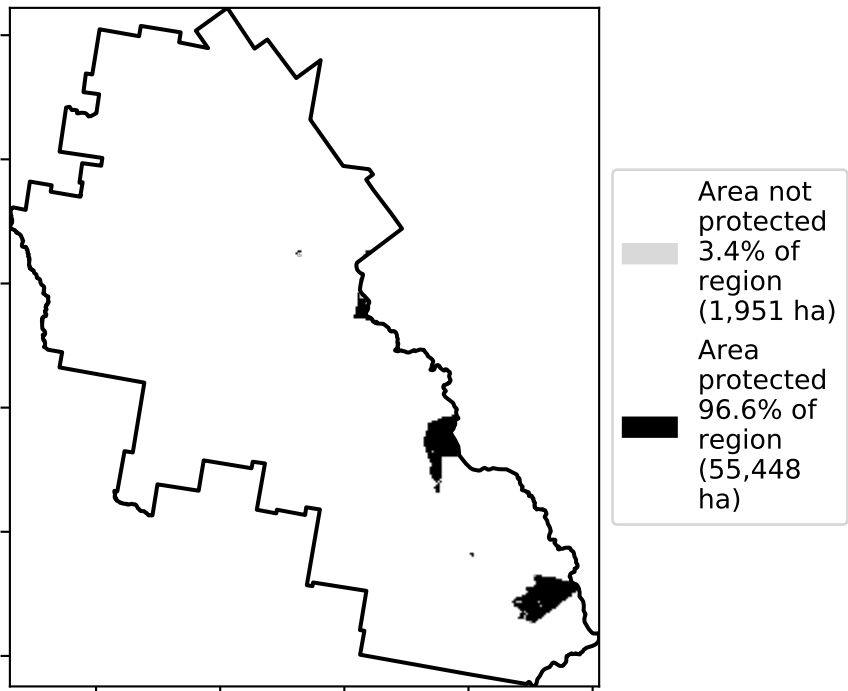 Area not
protected
3.4% of
region
(1,951 ha)
Area
protected
96.6% of
region
(55,448
ha)